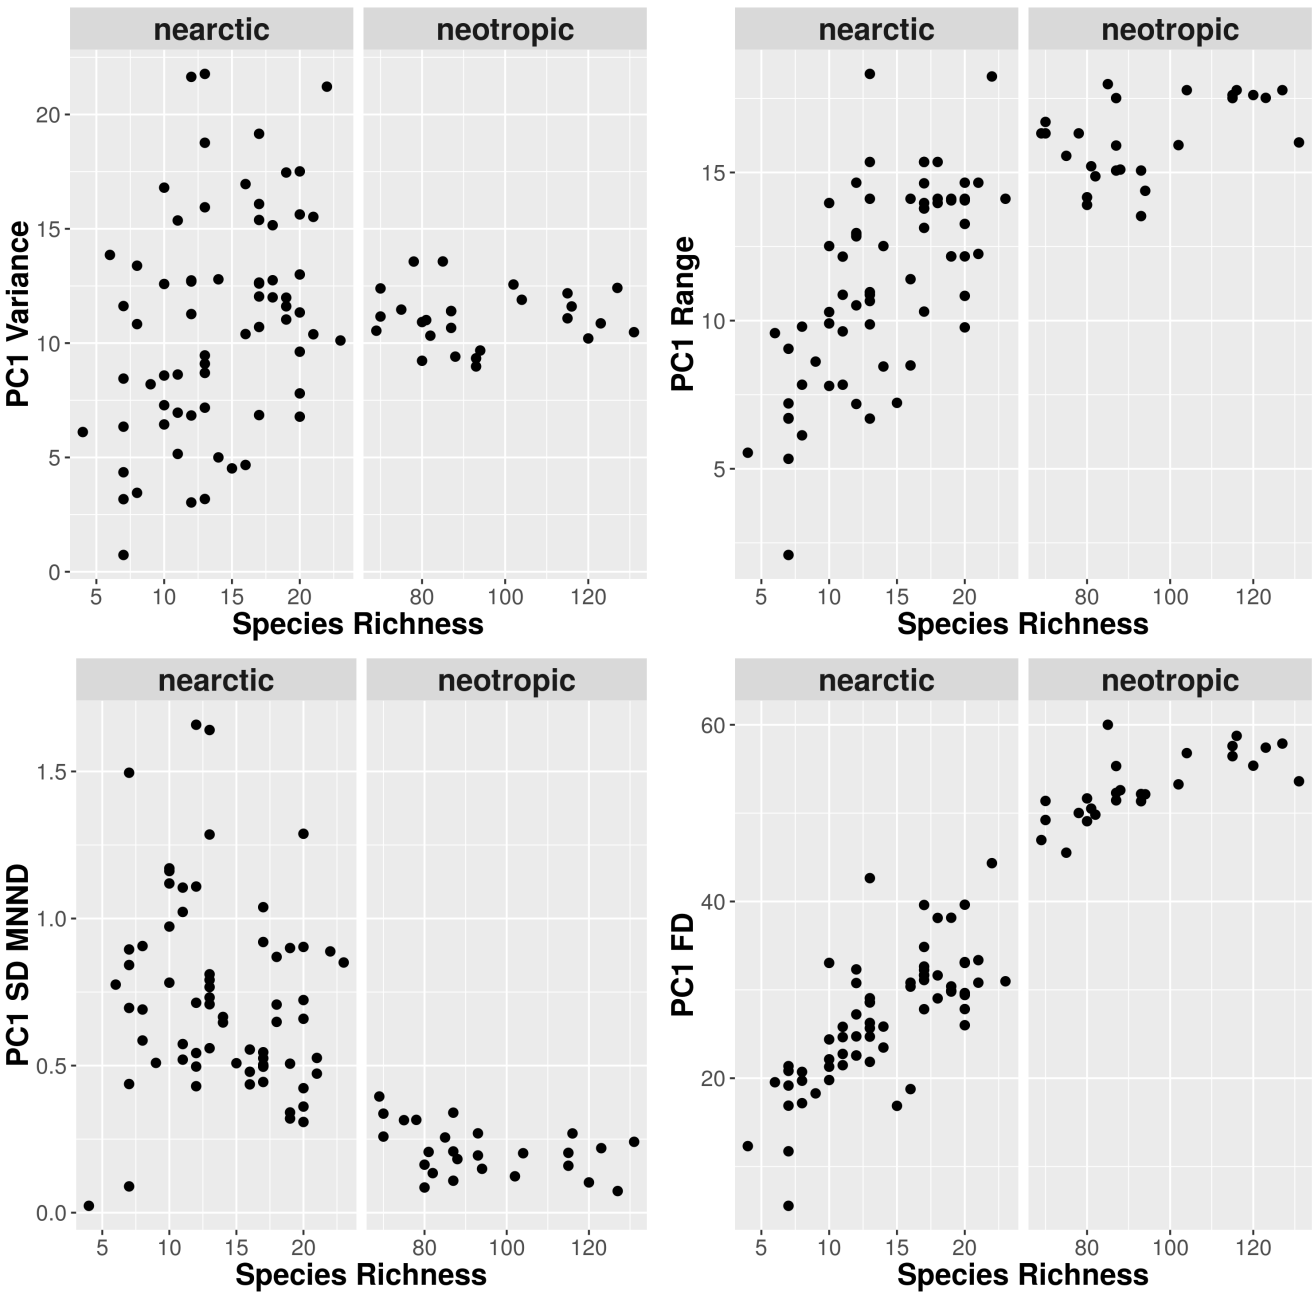 nearctic neotropic
20
15
10
5
0
PC1 Variance
5 10 15 20 80 100 120
Species Richness
nearctic neotropic
15
10
5
PC1 Range
5 10 15 20 80 100 120
Species Richness
nearctic neotropic
1.5
1.0
0.5
0.0
PC1 SD MNND
5 10 15 20 80 100 120
Species Richness
nearctic neotropic
60
40
20
PC1 FD
5 10 15 20 80 100 120
Species Richness